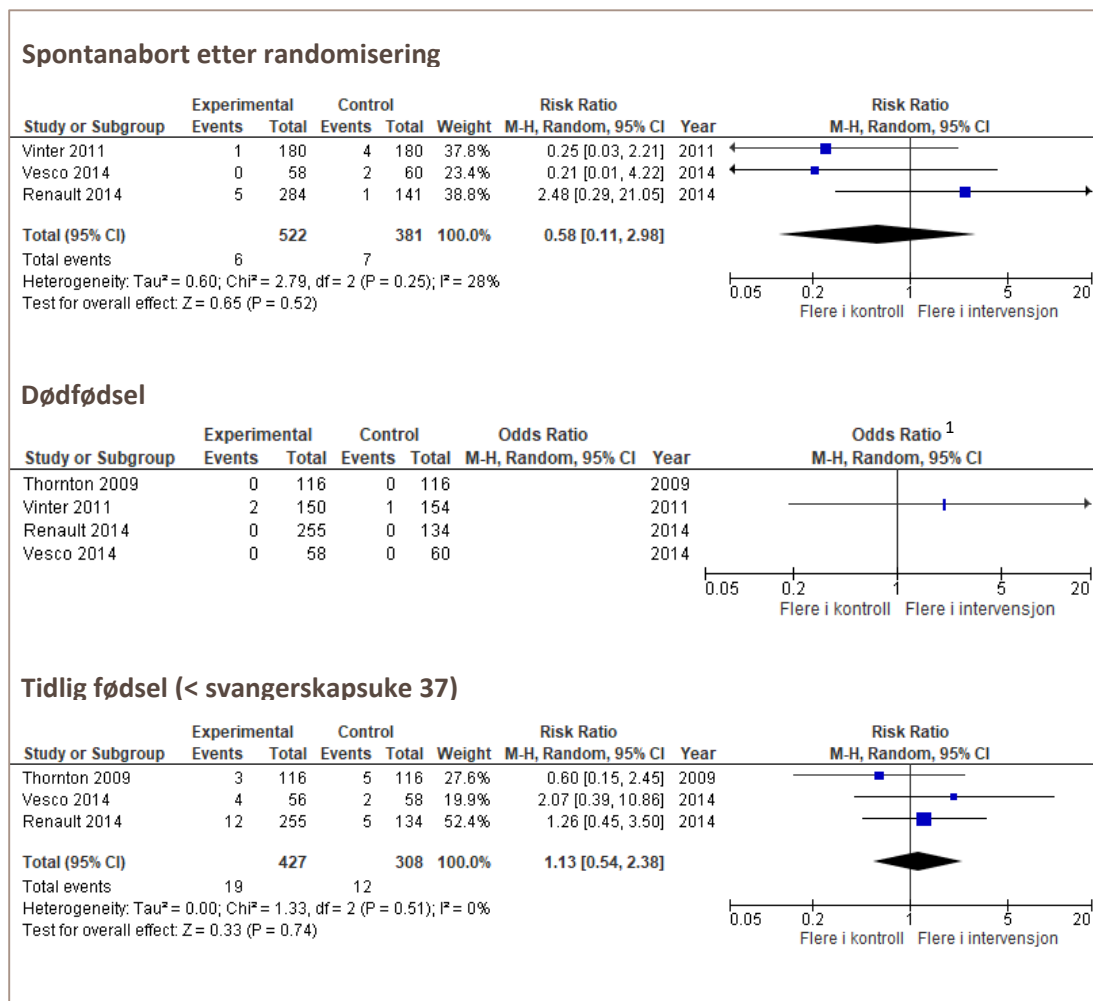 Spontanabort etter randomisering
Experimental Control Risk Ratio Risk Ratio
Study or Subgroup Events Total Events Total Weight M-H, Random, 95% CI Year M-H, Random, 95% CI
Vinter 2011 1 180 4 180 37.8% 0.25 [0.03, 2.21] 2011
Vesco 2014 0 58 2 60 23.4% 0.21 [0.01, 4.22] 2014
Renault 2014 5 284 1 141 38.8% 2.48 [0.29, 21.05] 2014
Total (95% CI) 522 381 100.0% 0.58 [0.11, 2.98]
Total events 6 7
Heterogeneity: Tau² = 0.60; Chi² = 2.79, df = 2 (P = 0.25); I² = 28%
Test for overall effect: Z = 0.65 (P = 0.52)
0.05 0.2 1 5 20
Flere i kontroll Flere i intervensjon
Dødfødsel
Experimental Control Odds Ratio Odds Ratio 1
Study or Subgroup Events Total Events Total M-H, Random, 95% CI Year M-H, Random, 95% CI
Thornton 2009 0 116 0 116 2009
Vinter 2011 2 150 1 154 2011
Renault 2014 0 255 0 134 2014
Vesco 2014 0 58 0 60 2014
0.05 0.2 1 5 20
Flere i kontroll Flere i intervensjon
Tidlig fødsel (< svangerskapsuke 37)
Experimental Control Risk Ratio Risk Ratio
Study or Subgroup Events Total Events Total Weight M-H, Random, 95% CI Year M-H, Random, 95% CI
Thornton 2009 3 116 5 116 27.6% 0.60 [0.15, 2.45] 2009
Vesco 2014 4 56 2 58 19.9% 2.07 [0.39, 10.86] 2014
Renault 2014 12 255 5 134 52.4% 1.26 [0.45, 3.50] 2014
Total (95% CI) 427 308 100.0% 1.13 [0.54, 2.38]
Total events 19 12
Heterogeneity: Tau² = 0.00; Chi² = 1.33, df = 2 (P = 0.51); I² = 0%
Test for overall effect: Z = 0.33 (P = 0.74)
0.05 0.2 1 5 20
Flere i kontroll Flere i intervensjon